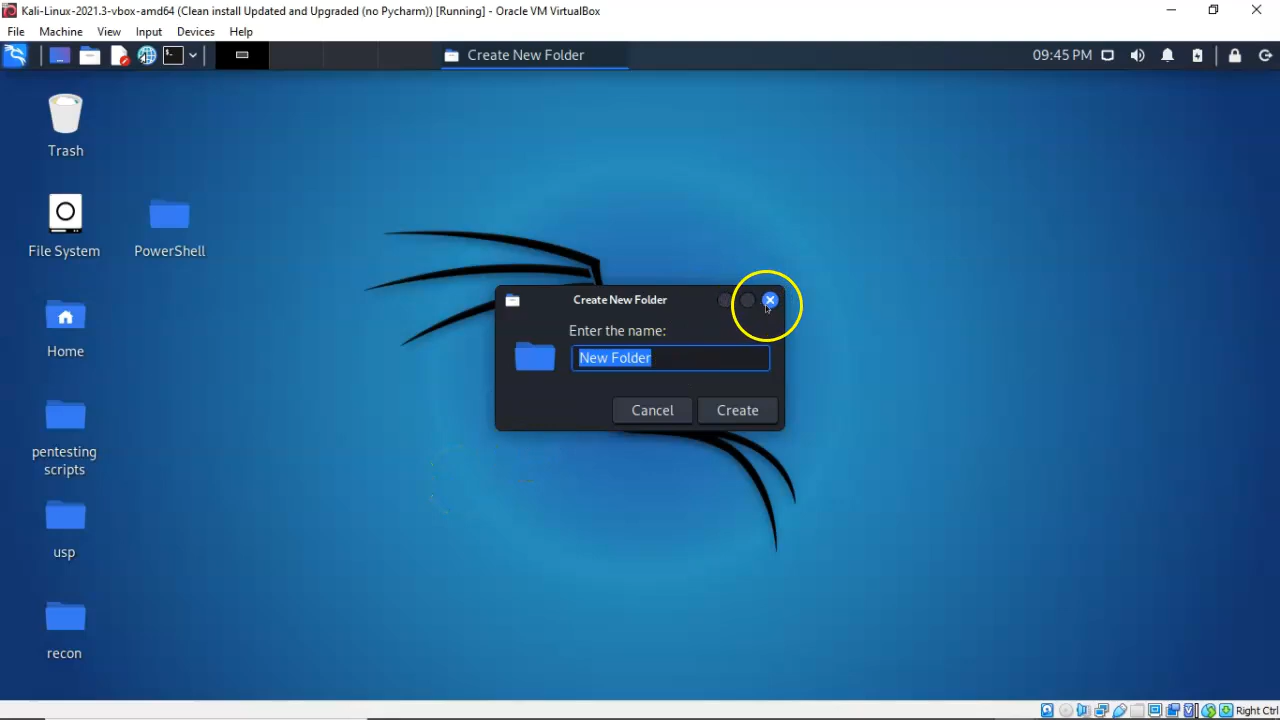 Kali-Linux-2021.3-vbox-amd64 (Clean install Updated and Upgraded (no Pycharm)) [Running] - Oracle VM VirtualBox
File Machine View Input Devices Help
Create New Folder
09:45 PM
Trash
File System
PowerShell
Home
pentesting
scripts
usp
recon
Create New Folder
Enter the name:
New Folder
Cancel
Create
Right Ctrl